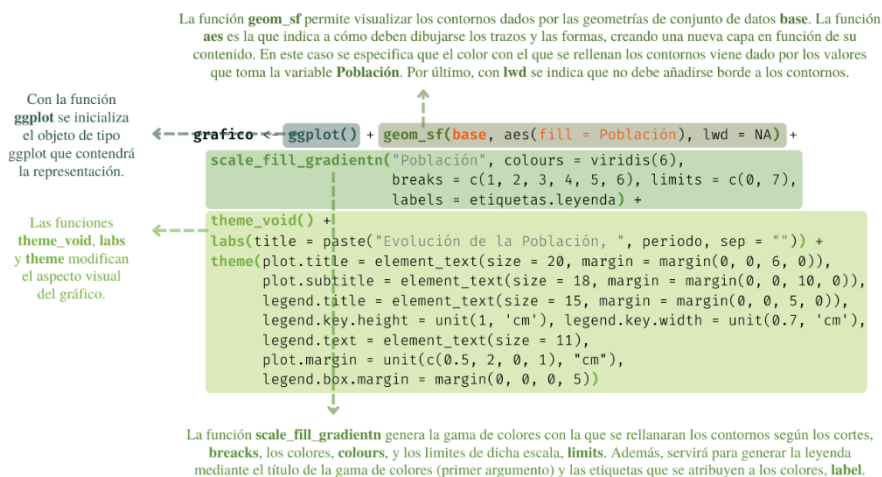 La función geom_sf permite visualizar los contornos dados por las geometrías de conjunto de datos base. La función
aes es la que indica a cómo deben dibujarse los trazos y las formas, creando una nueva capa en función de su
contenido. En este caso se especifica que el color con el que se rellenan los contornos viene dado por los valores
que toma la variable Población. Por último, con lwd se indica que no debe añadirse borde a los contornos.
Con la función
ggplot se inicializa
el objeto de tipo
ggplot que contendrá
la representación.
grafico <- ggplot() + geom_sf(base, aes(fill = Población), lwd = NA) +
scale_fill_gradientn("Población", colours = viridis(6),
breaks = c(1, 2, 3, 4, 5, 6), limits = c(0, 7),
labels = etiquetas.leyenda) +
Las funciones
theme_void, labs
y theme modifican
el aspecto visual
del gráfico.
theme_void() +
labs(title = paste("Evolución de la Población, ", periodo, sep = "")) +
theme(plot.title = element_text(size = 20, margin = margin(0, 0, 6, 0)),
plot.subtitle = element_text(size = 18, margin = margin(0, 0, 10, 0)),
legend.title = element_text(size = 15, margin = margin(0, 0, 5, 0)),
legend.key.height = unit(1, 'cm'), legend.key.width = unit(0.7, 'cm'),
legend.text = element_text(size = 11),
plot.margin = unit(c(0.5, 2, 0, 1), "cm"),
legend.box.margin = margin(0, 0, 0, 5))
La función scale_fill_gradientn genera la gama de colores con la que se rellanaran los contornos según los cortes,
breacks, los colores, colours, y los limites de dicha escala, limits. Además, servirá para generar la leyenda
mediante el título de la gama de colores (primer argumento) y las etiquetas que se atribuyen a los colores, label.